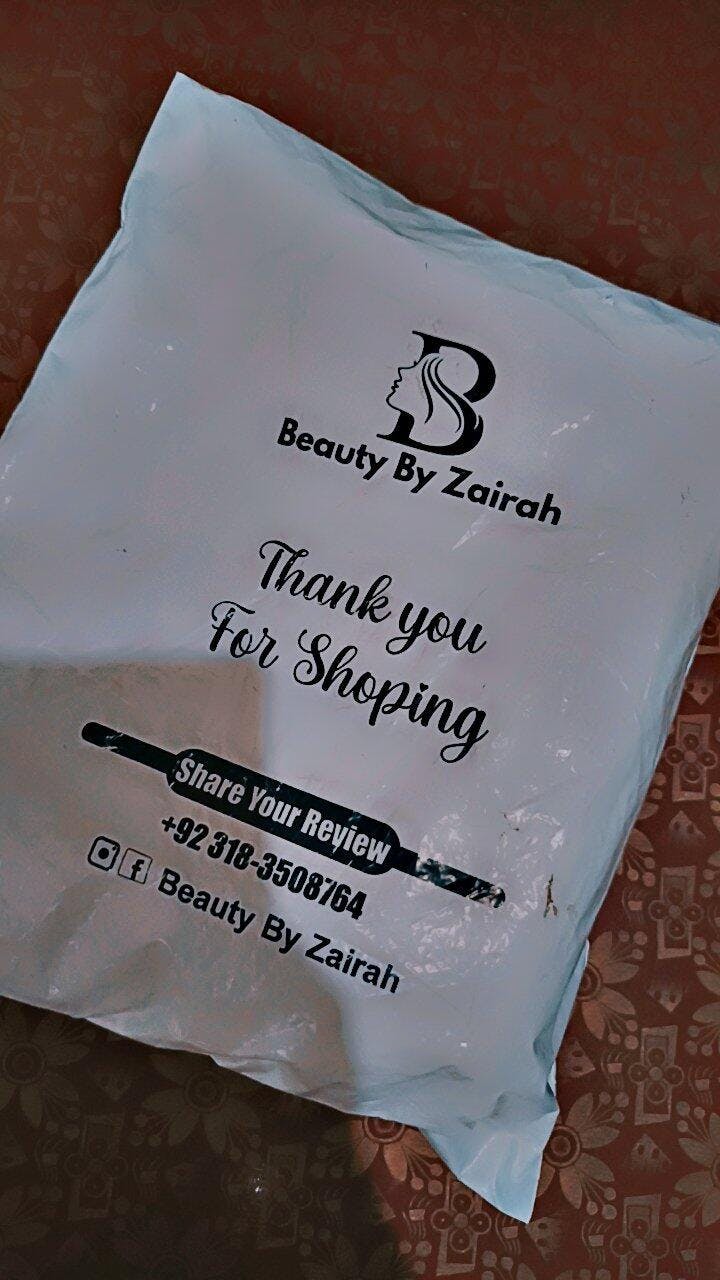 B
Beauty By Zairah
Thank you
For Shoping
Share Your Review
+92 318-3508764
Beauty By Zairah